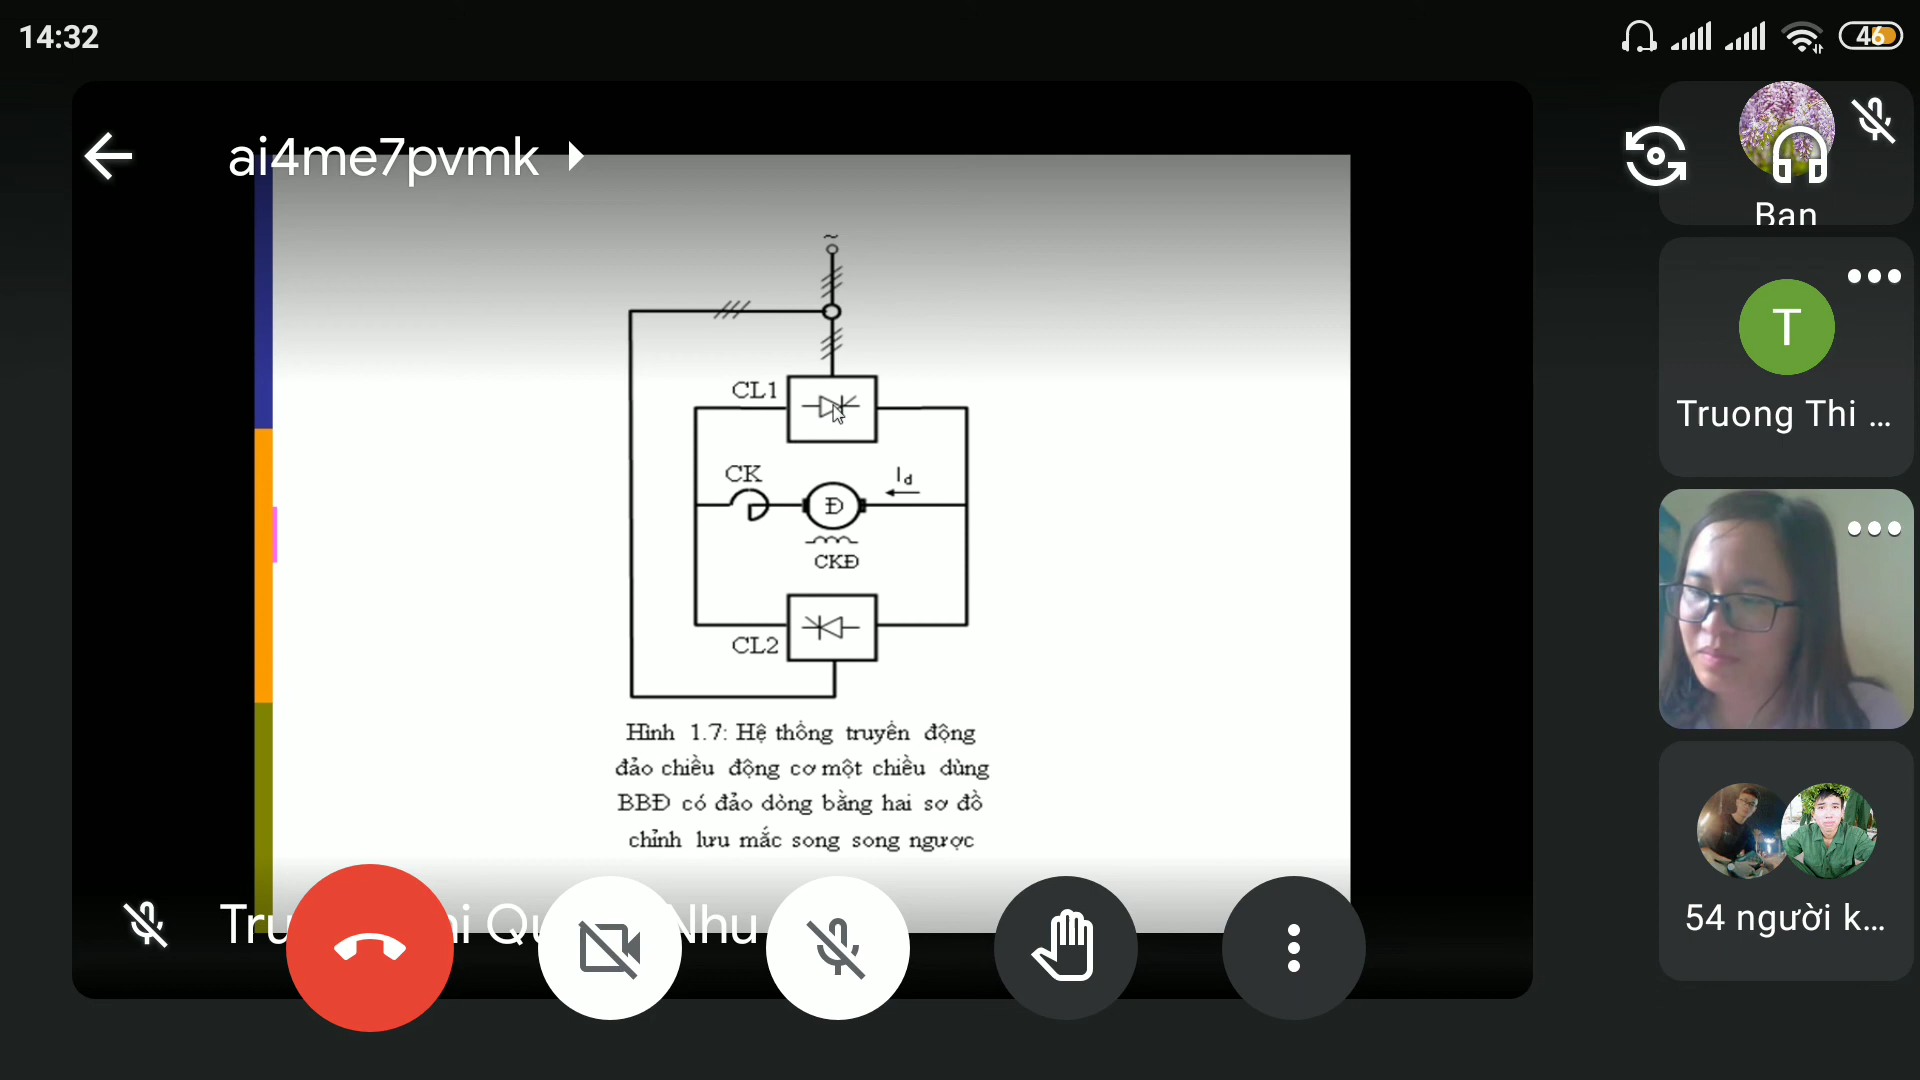 14:32
46
ai4me7pvmk
Bạn
~
CL1
T
Truong Thi ...
CK
Id
Đ
CKĐ
CL2
Hình 1.7: Hệ thống truyền động
đảo chiều động cơ một chiều dùng
BBĐ có đảo dòng bằng hai sơ đồ
chỉnh lưu mắc song song ngược
54 người k...